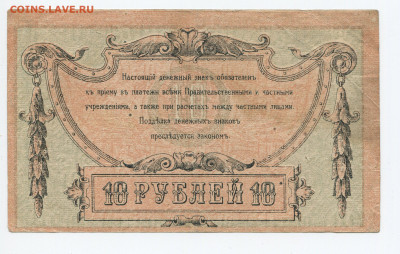 COINS.LAVE.RU
Настоящій денежный знакъ обязателенъ
къ пріему въ платежи всѣми Правительственными и частными
учрежденіями, а также при расчетахъ между частными лицами
Поддѣлка денежныхъ знаковъ
преслѣдуется закономъ.
10 РУБЛЕЙ 10